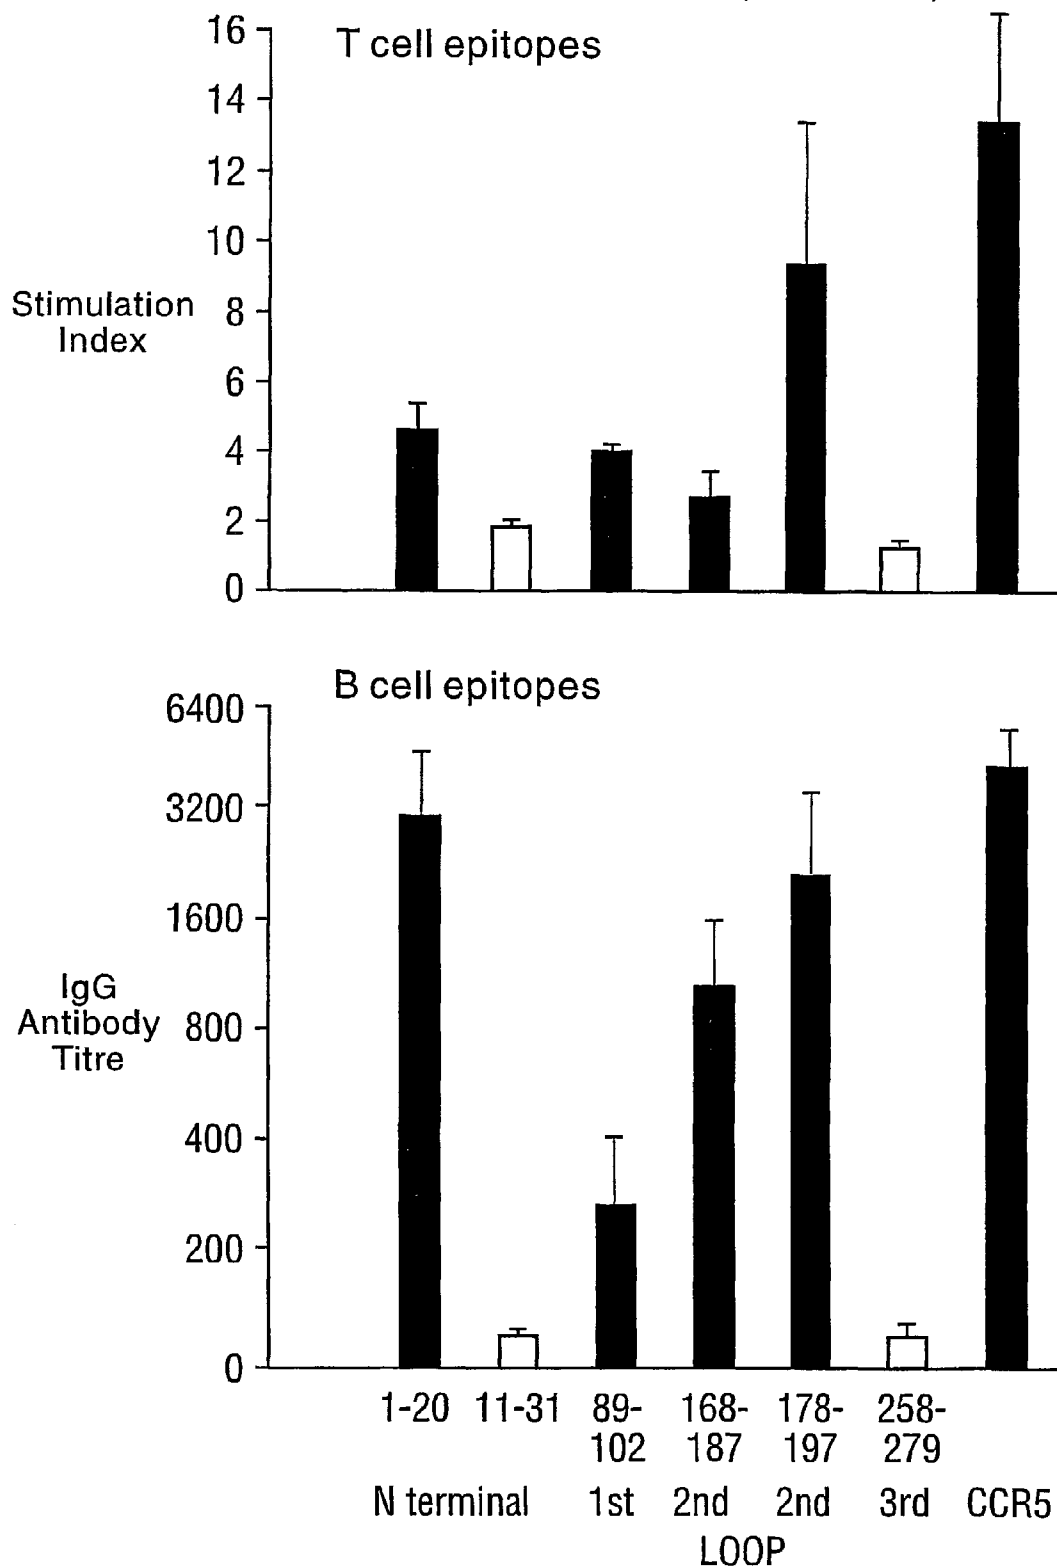 T cell epitopes
16
14
12
10
8
6
4
2
0
Stimulation
Index
B cell epitopes
6400
3200
1600
800
400
200
0
IgG
Antibody
Titre
1-20 11-31 89-102 168-187 178-197 258-279
N terminal 1st 2nd 2nd 3rd CCR5
LOOP